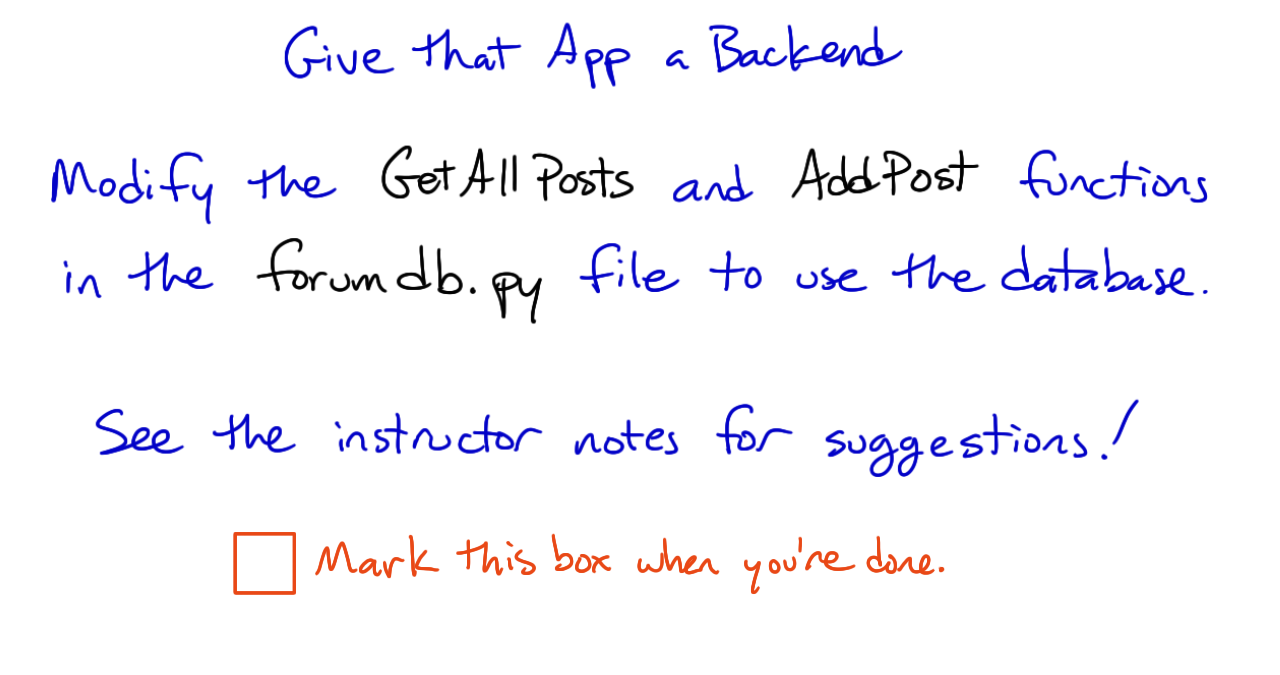 Give that App a Backend
Modify the GetAllPosts and AddPost functions
in the forumdb.py file to use the database.
See the instructor notes for suggestions!
Mark this box when you're done.